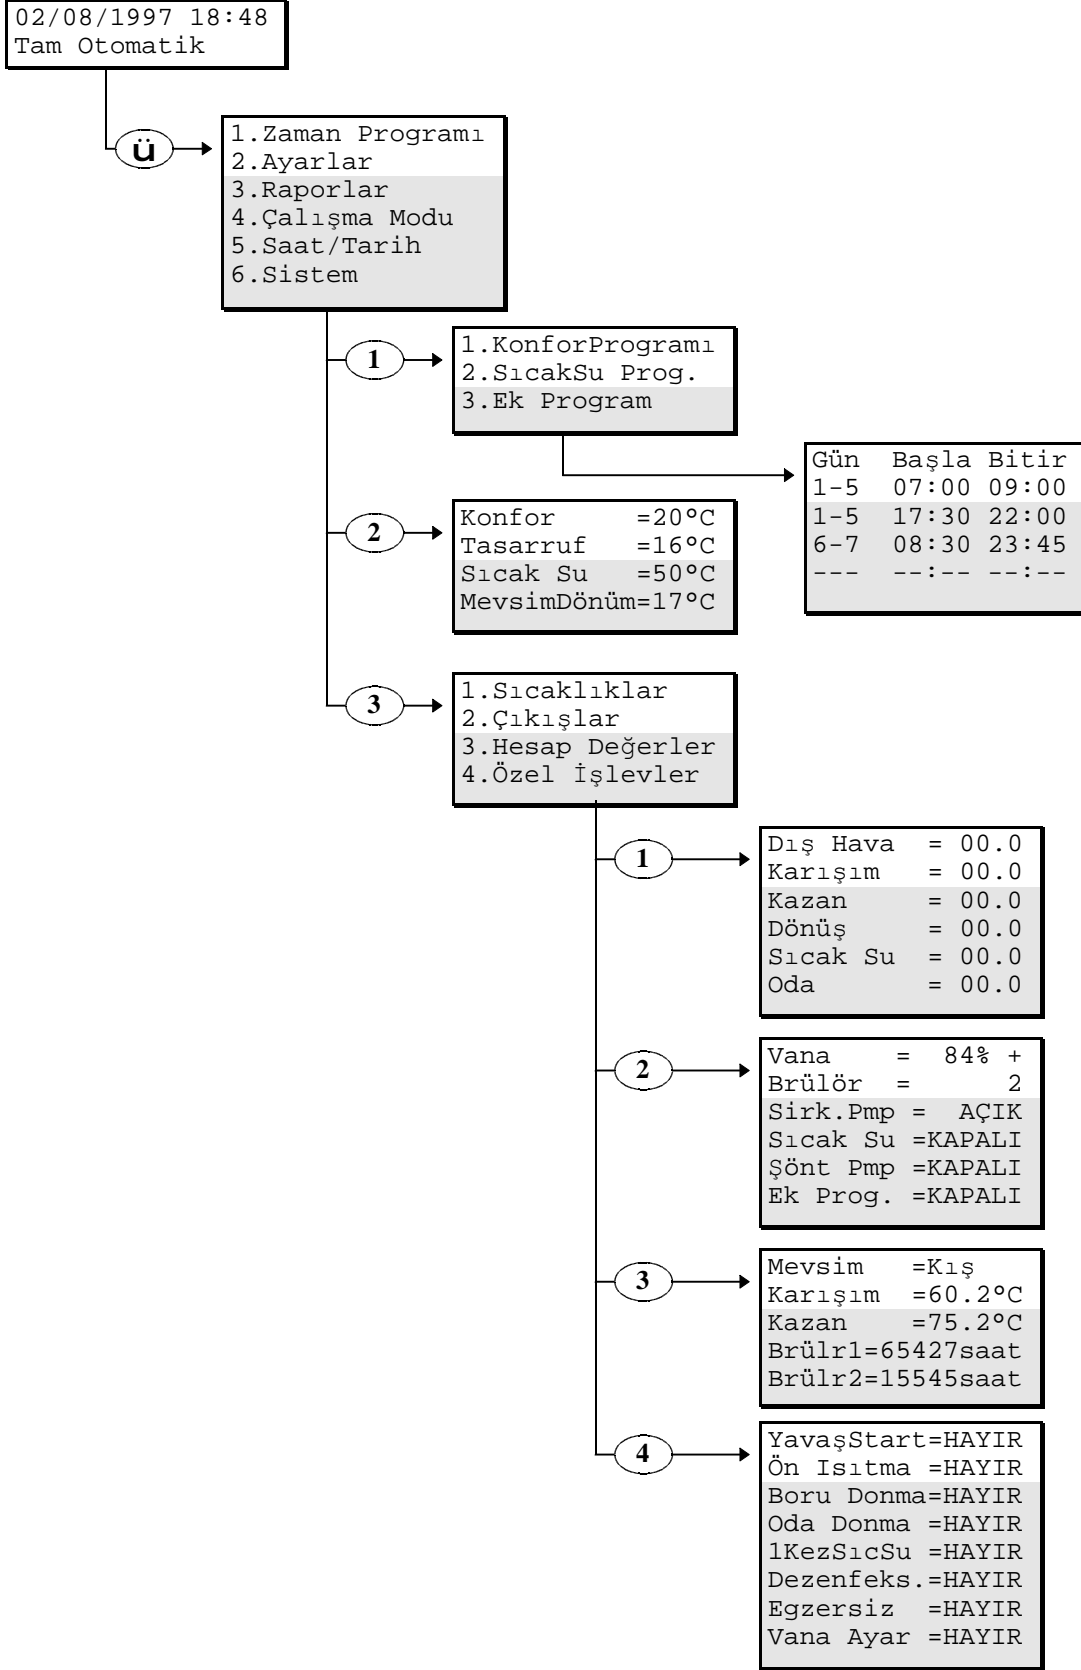 02/08/1997 18:48
Tam Otomatik
ü
1.Zaman Programı
2.Ayarlar
3.Raporlar
4.Çalışma Modu
5.Saat/Tarih
6.Sistem
1
1.KonforProgramı
2.SıcakSu Prog.
3.Ek Program
Gün Başla Bitir
1-5 07:00 09:00
1-5 17:30 22:00
6-7 08:30 23:45
--- --:-- --:--
2
Konfor =20°C
Tasarruf =16°C
Sıcak Su =50°C
MevsimDönüm=17°C
3
1.Sıcaklıklar
2.Çıkışlar
3.Hesap Değerler
4.Özel İşlevler
1
Dış Hava = 00.0
Karışım = 00.0
Kazan = 00.0
Dönüş = 00.0
Sıcak Su = 00.0
Oda = 00.0
2
Vana = 84% +
Brülör = 2
Sirk.Pmp = AÇIK
Sıcak Su =KAPALI
Şönt Pmp =KAPALI
Ek Prog. =KAPALI
3
Mevsim =Kış
Karışım =60.2°C
Kazan =75.2°C
Brülr1=65427saat
Brülr2=15545saat
4
YavaşStart=HAYIR
Ön Isıtma =HAYIR
Boru Donma=HAYIR
Oda Donma =HAYIR
1KezSıcSu =HAYIR
Dezenfeks.=HAYIR
Egzersiz =HAYIR
Vana Ayar =HAYIR